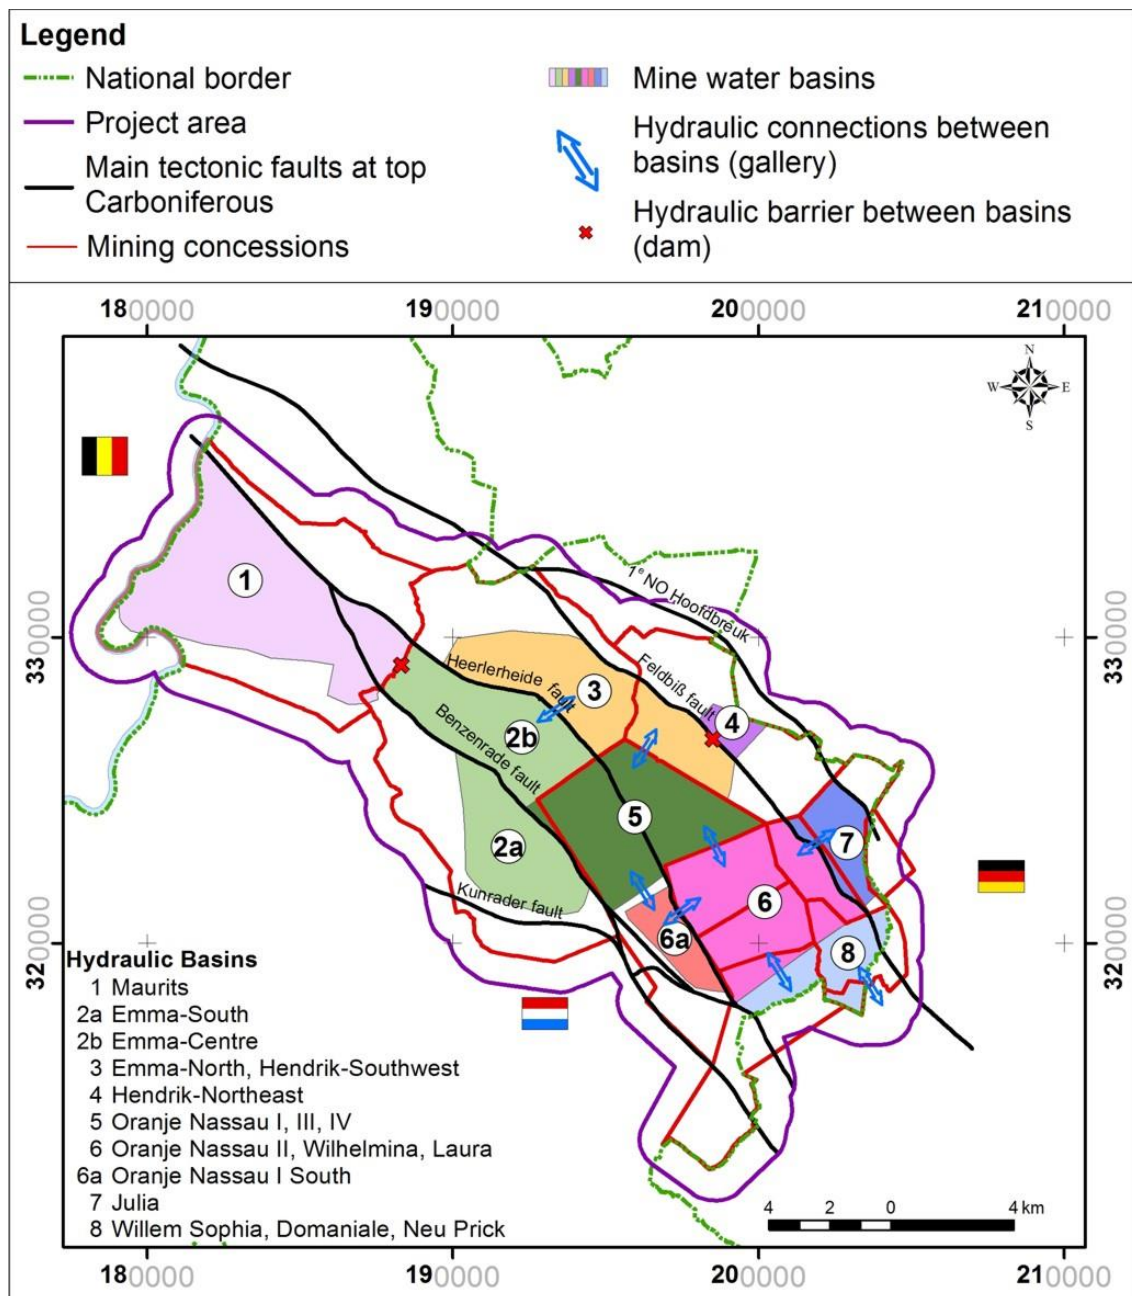 Legend
National border
Project area
Main tectonic faults at top
Carboniferous
Mining concessions
Mine water basins
Hydraulic connections between
basins (gallery)
Hydraulic barrier between basins
(dam)
180000 190000 200000 210000
N
W E
S
330000
330000
320000
320000
1
1e NO Hoofdbreuk
Heerlerheide fault
Feldbiß fault
3
4
2b
Benzenrade fault
5
7
2a
Kunrader fault
6
6a
8
Hydraulic Basins
1 Maurits
2a Emma-South
2b Emma-Centre
3 Emma-North, Hendrik-Southwest
4 Hendrik-Northeast
5 Oranje Nassau I, III, IV
6 Oranje Nassau II, Wilhelmina, Laura
6a Oranje Nassau I South
7 Julia
8 Willem Sophia, Domaniale, Neu Prick
4 2 0 4 km
180000 190000 200000 210000